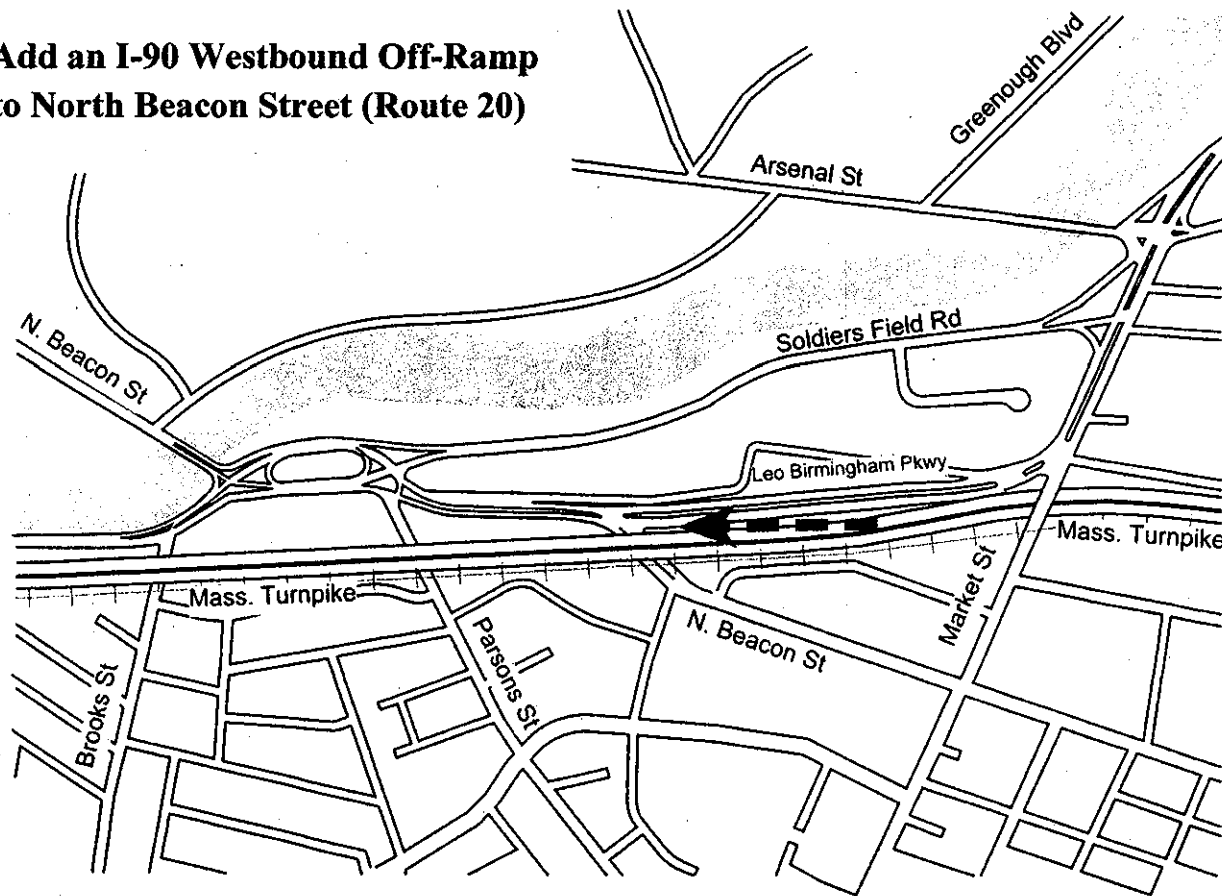 Add an I-90 Westbound Off-Ramp
to North Beacon Street (Route 20)
Greenough Blvd
Arsenal St
N. Beacon St
Soldiers Field Rd
Leo Birmingham Pkwy
Mass. Turnpike
Mass. Turnpike
Market St
N. Beacon St
Parsons St
Brooks St